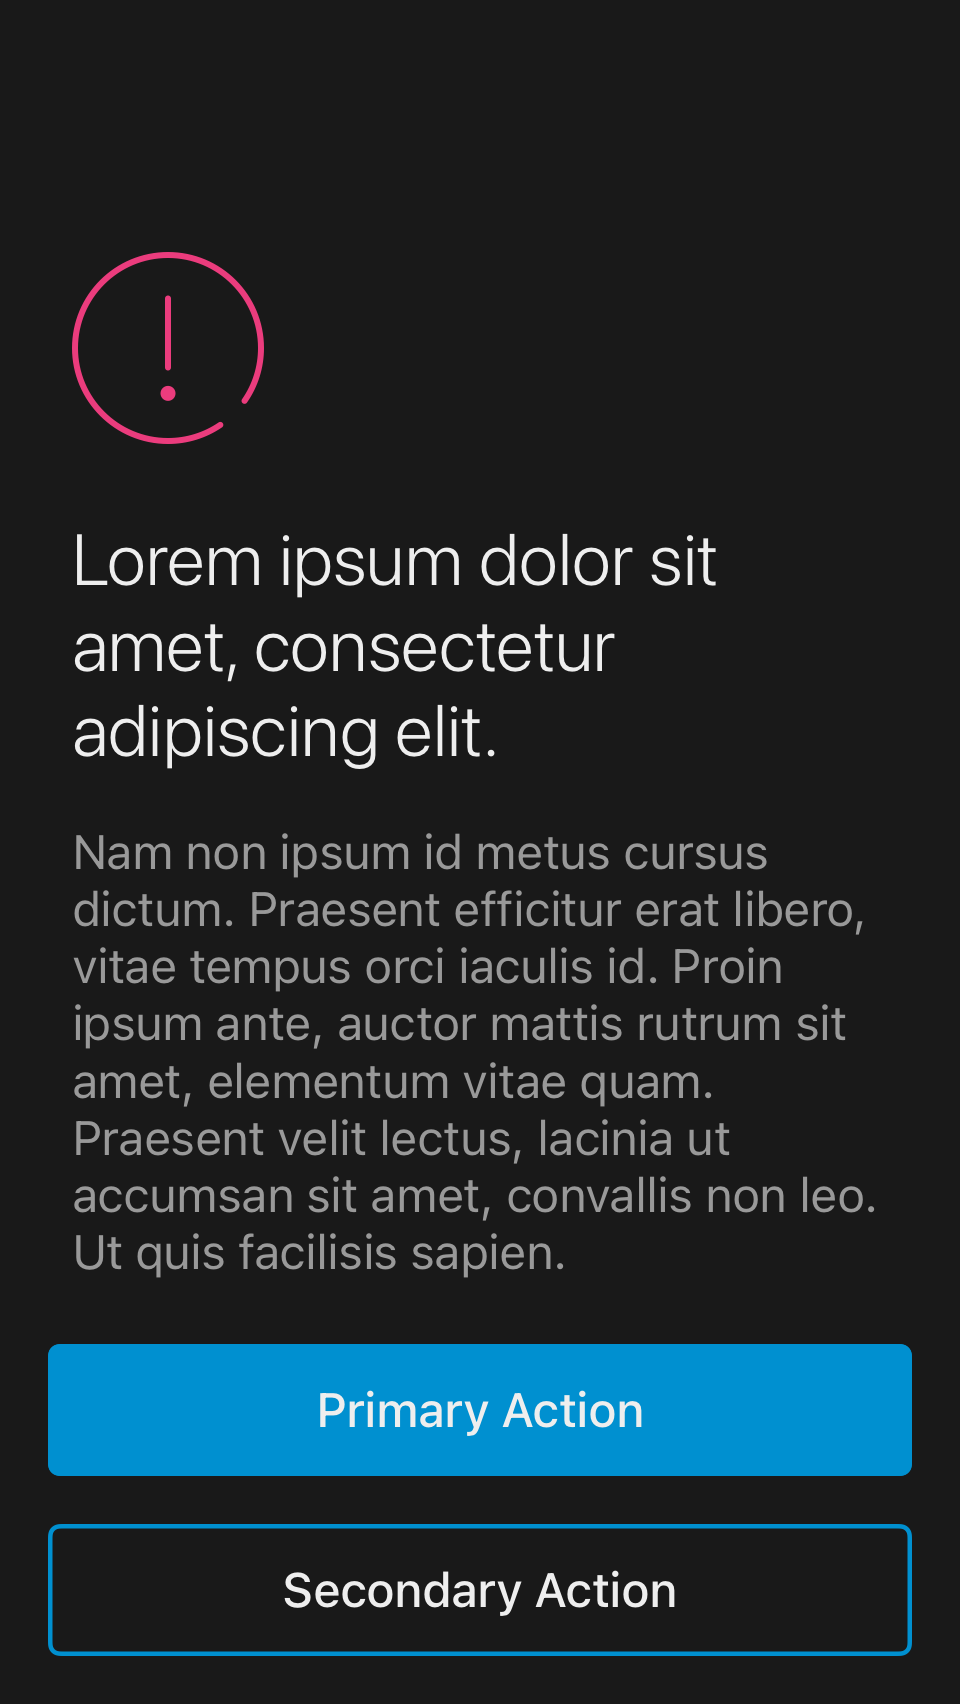 Lorem ipsum dolor sit
amet, consectetur
adipiscing elit.
Nam non ipsum id metus cursus
dictum. Praesent efficitur erat libero,
vitae tempus orci iaculis id. Proin
ipsum ante, auctor mattis rutrum sit
amet, elementum vitae quam.
Praesent velit lectus, lacinia ut
accumsan sit amet, convallis non leo.
Ut quis facilisis sapien.
Primary Action
Secondary Action